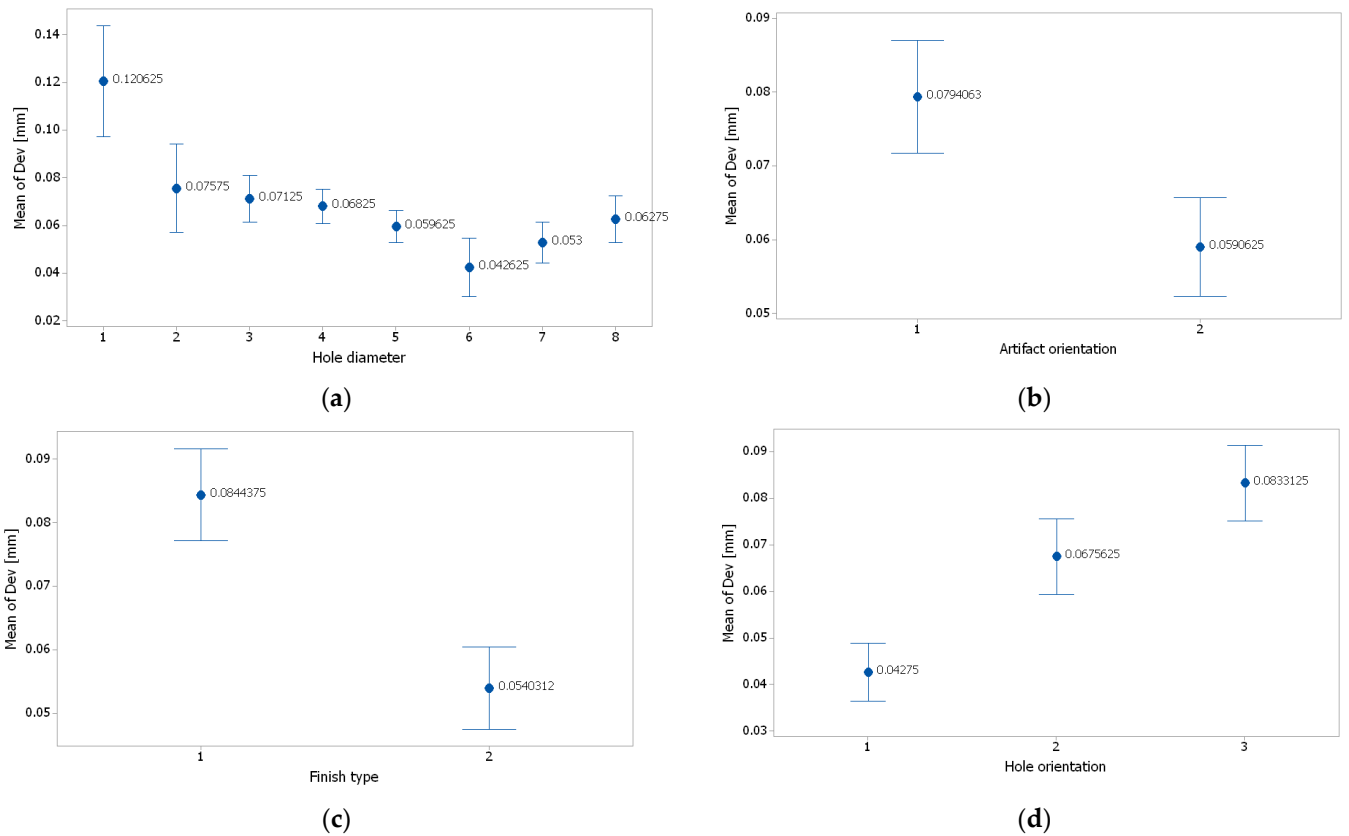 0.14
0.12
0.10
0.08
0.06
0.04
0.02
Mean of Dev [mm]
0.120625
0.07575
0.07125
0.06825
0.059625
0.042625
0.053
0.06275
1 2 3 4 5 6 7 8
Hole diameter
(a)
0.09
0.08
0.07
0.06
0.05
Mean of Dev [mm]
0.0794063
0.0590625
1 2
Artifact orientation
(b)
0.09
0.08
0.07
0.06
0.05
Mean of Dev [mm]
0.0844375
0.0540312
1 2
Finish type
(c)
0.09
0.08
0.07
0.06
0.05
0.04
0.03
Mean of Dev [mm]
0.04275
0.0675625
0.0833125
1 2 3
Hole orientation
(d)